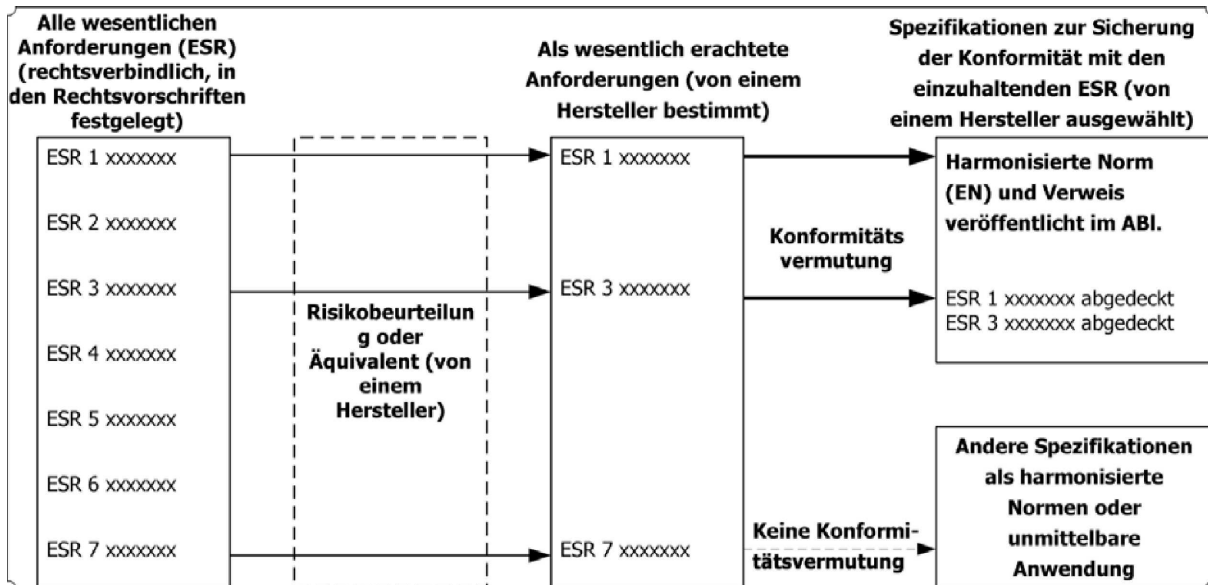 Alle wesentlichen
Anforderungen (ESR)
(rechtsverbindlich, in
den Rechtsvorschriften
festgelegt)
ESR 1 xxxxxxx
ESR 2 xxxxxxx
ESR 3 xxxxxxx
ESR 4 xxxxxxx
ESR 5 xxxxxxx
ESR 6 xxxxxxx
ESR 7 xxxxxxx
Risikobeurteilun
g oder
Äquivalent (von
einem
Hersteller)
Als wesentlich erachtete
Anforderungen (von einem
Hersteller bestimmt)
ESR 1 xxxxxxx
ESR 3 xxxxxxx
ESR 7 xxxxxxx
Konformitäts
vermutung
Keine Konformi-
tätsvermutung
Spezifikationen zur Sicherung
der Konformität mit den
einzuhaltenden ESR (von
einem Hersteller ausgewählt)
Harmonisierte Norm
(EN) und Verweis
veröffentlicht im ABl.
ESR 1 xxxxxxx abgedeckt
ESR 3 xxxxxxx abgedeckt
Andere Spezifikationen
als harmonisierte
Normen oder
unmittelbare
Anwendung